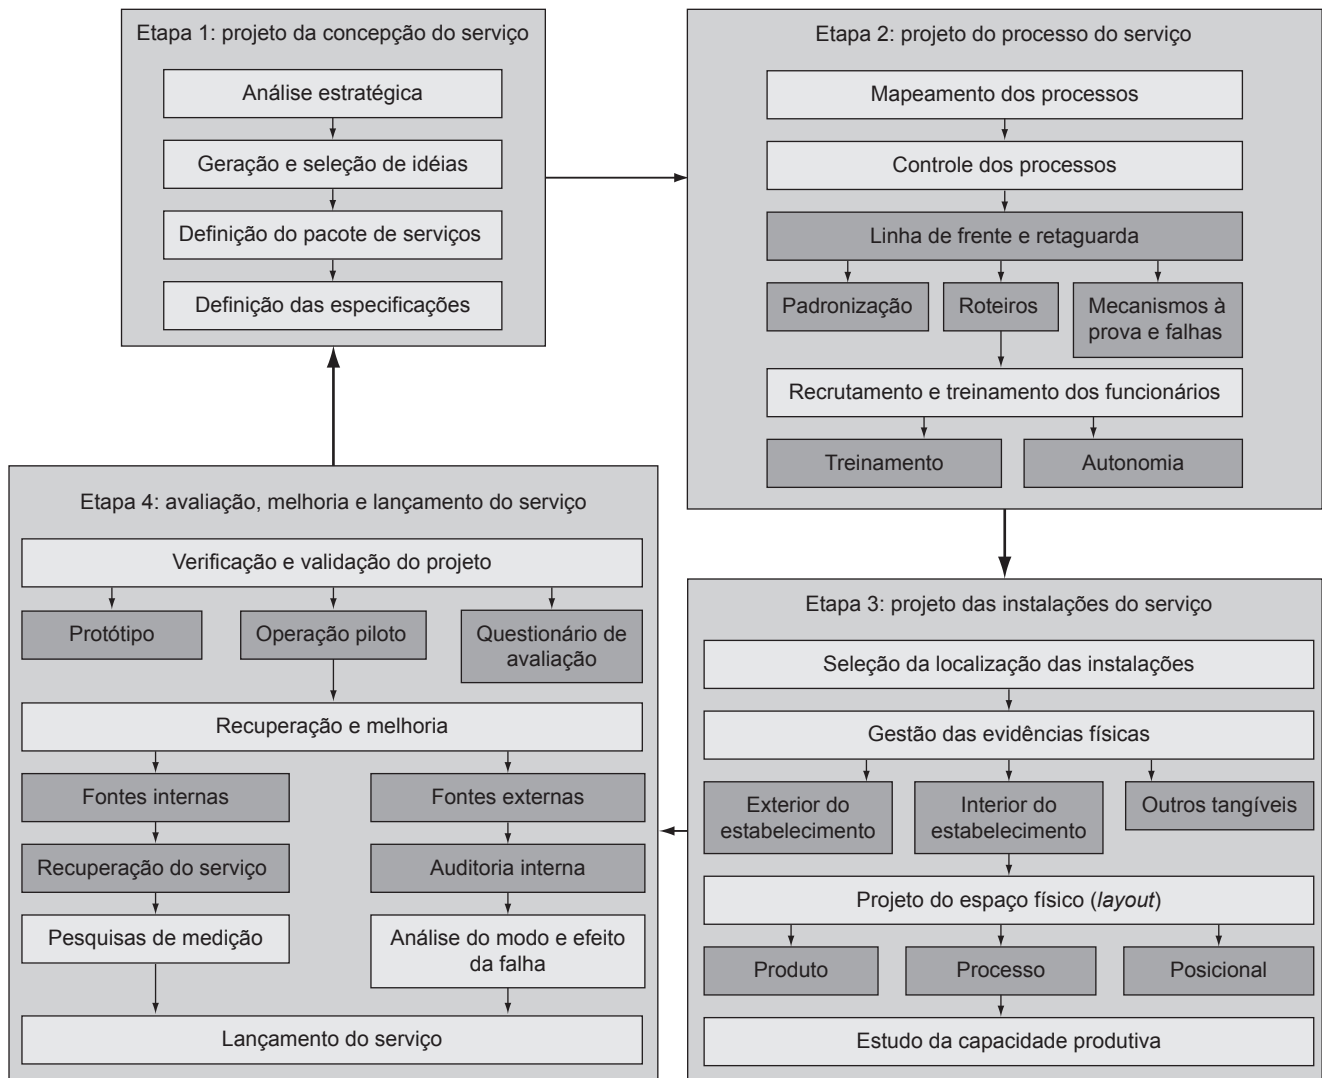 Etapa 1: projeto da concepção do serviço
Análise estratégica
Geração e seleção de idéias
Definição do pacote de serviços
Definição das especificações
Etapa 2: projeto do processo do serviço
Mapeamento dos processos
Controle dos processos
Linha de frente e retaguarda
Padronização
Roteiros
Mecanismos à
prova e falhas
Recrutamento e treinamento dos funcionários
Treinamento
Autonomia
Etapa 3: projeto das instalações do serviço
Seleção da localização das instalações
Gestão das evidências físicas
Exterior do
estabelecimento
Interior do
estabelecimento
Outros tangíveis
Projeto do espaço físico (layout)
Produto
Processo
Posicional
Estudo da capacidade produtiva
Etapa 4: avaliação, melhoria e lançamento do serviço
Verificação e validação do projeto
Protótipo
Operação piloto
Questionário de
avaliação
Recuperação e melhoria
Fontes internas
Fontes externas
Recuperação do serviço
Auditoria interna
Pesquisas de medição
Análise do modo e efeito
da falha
Lançamento do serviço